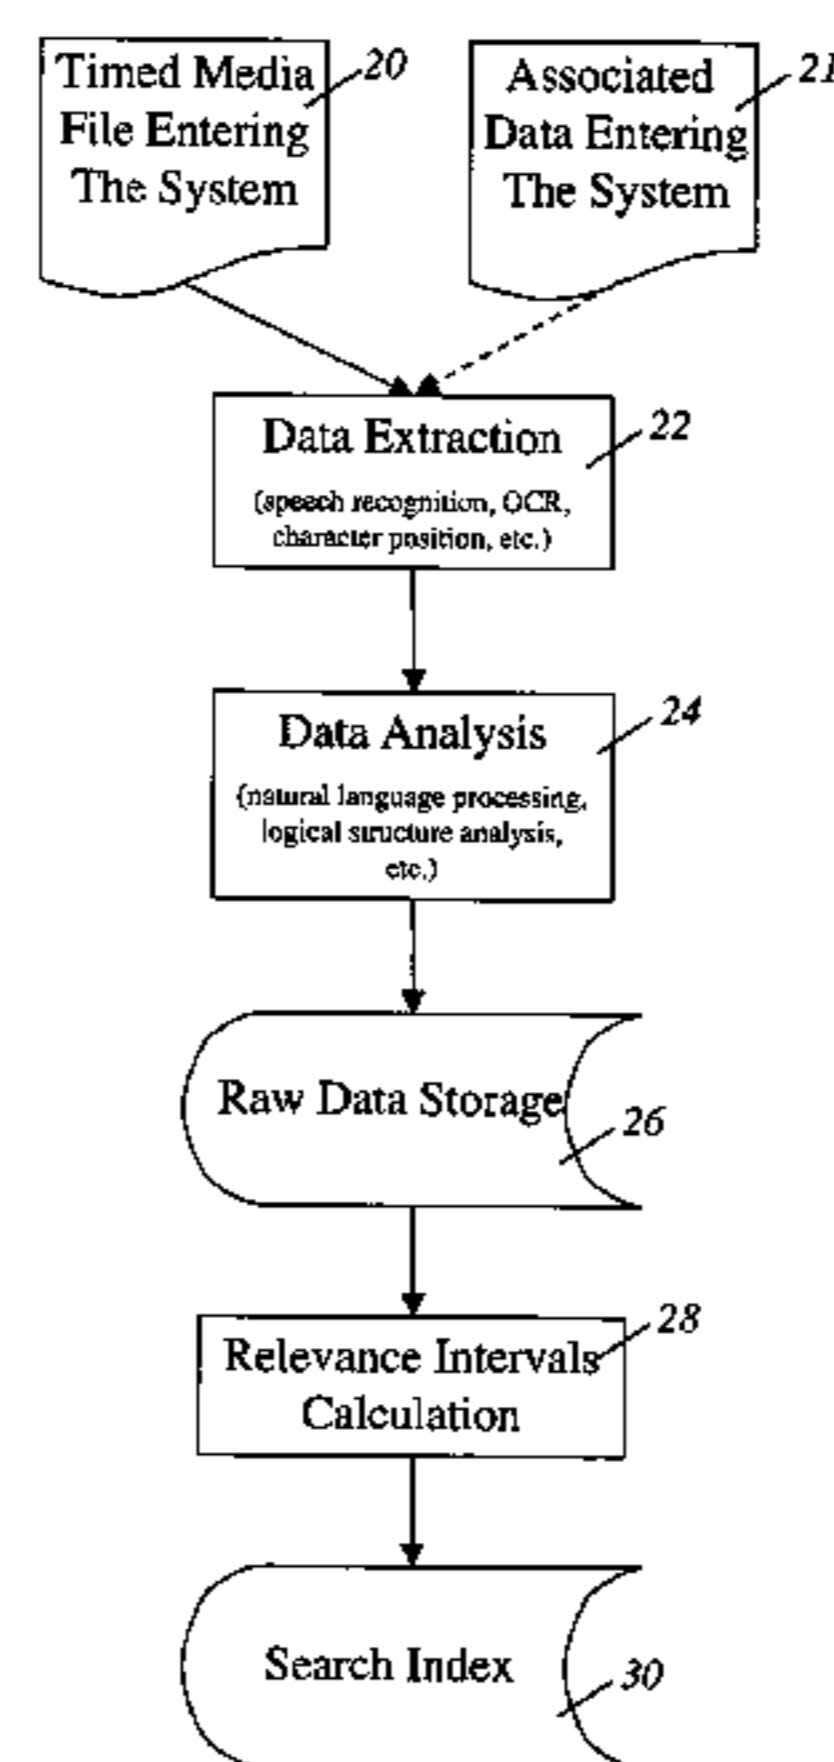 Timed Media
File Entering
The System
20
Associated
Data Entering
The System
21
Data Extraction
(speech recognition, OCR,
character position, etc.)
22
Data Analysis
(natural language processing,
logical structure analysis,
etc.)
24
Raw Data Storage
26
Relevance Intervals
Calculation
28
Search Index
30